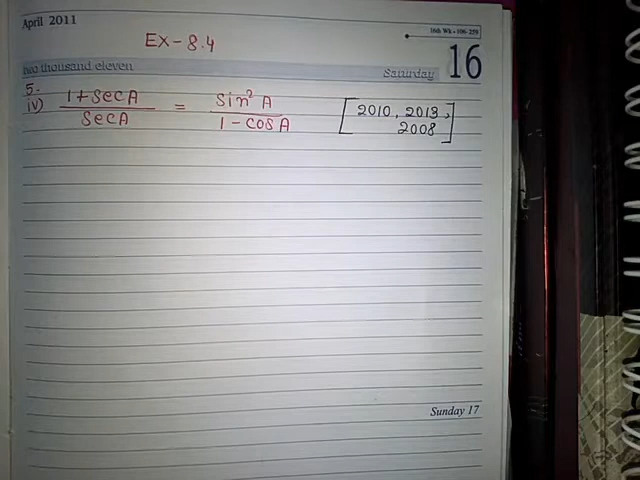 April 2011
16th Wk • 106-259
Ex - 8.4
two thousand eleven
Saturday 16
5.
iv) 1+secA / secA = sin²A / 1-cosA [2010, 2013,
2008]
Sunday 17